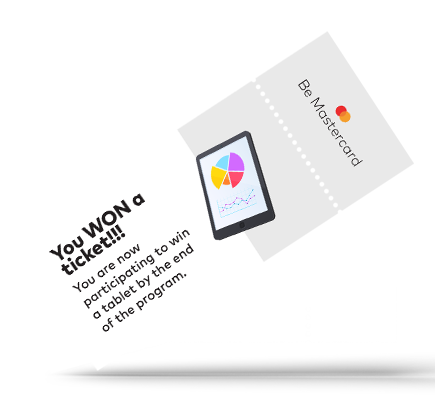 You WON a
ticket!!!
You are now
participating to win
a tablet by the end
of the program.
Be Mastercard